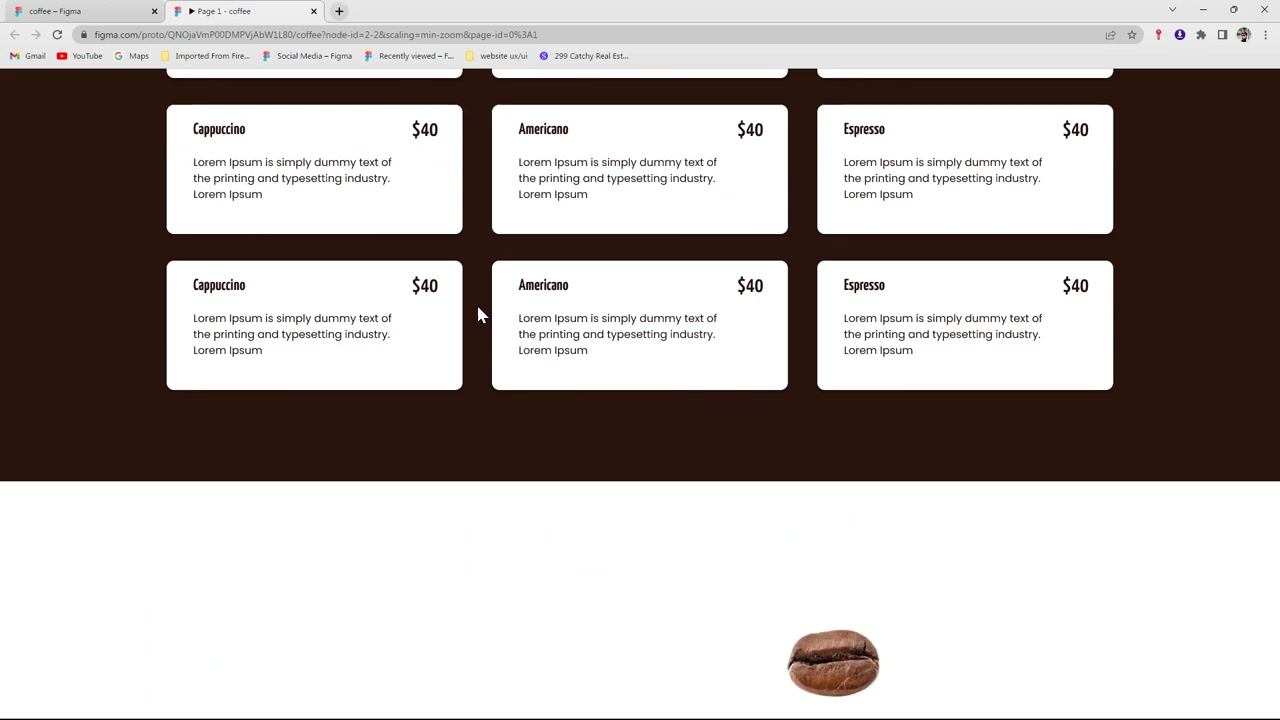 coffee – Figma
▶ Page 1 - coffee
figma.com/proto/QNOjaVmP00DMPVjAbW1L80/coffee?node-id=2-2&scaling=min-zoom&page-id=0%3A1
Gmail
YouTube
Maps
Imported From Fire...
Social Media – Figma
Recently viewed – F...
website ux/ui
299 Catchy Real Est...
Cappuccino $40
Lorem Ipsum is simply dummy text of
the printing and typesetting industry.
Lorem Ipsum
Americano $40
Lorem Ipsum is simply dummy text of
the printing and typesetting industry.
Lorem Ipsum
Espresso $40
Lorem Ipsum is simply dummy text of
the printing and typesetting industry.
Lorem Ipsum
Cappuccino $40
Lorem Ipsum is simply dummy text of
the printing and typesetting industry.
Lorem Ipsum
Americano $40
Lorem Ipsum is simply dummy text of
the printing and typesetting industry.
Lorem Ipsum
Espresso $40
Lorem Ipsum is simply dummy text of
the printing and typesetting industry.
Lorem Ipsum